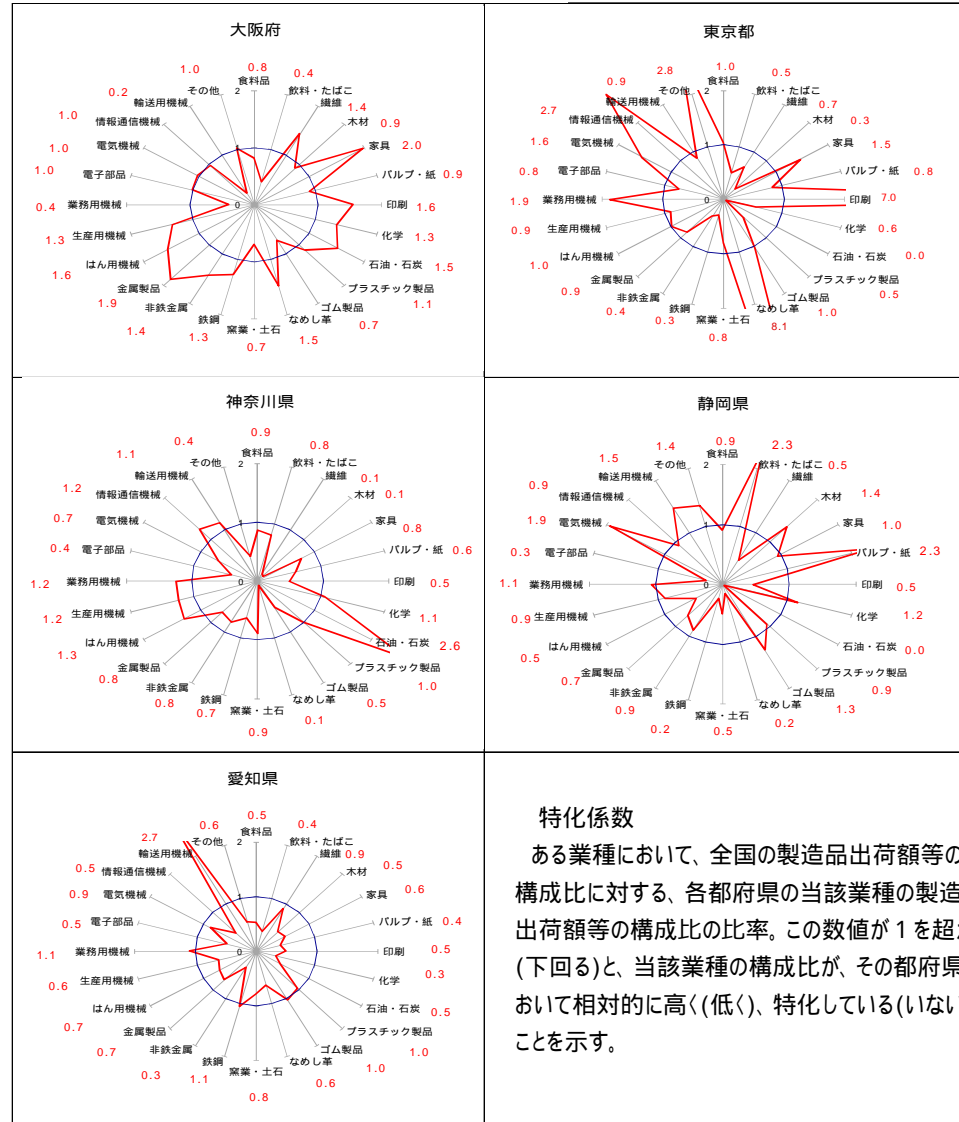 大阪府
0.8
食料品
0.4
飲料・たばこ
1.4
繊維
0.9
木材
2.0
家具
0.9
パルプ・紙
1.6
印刷
1.3
化学
1.5
石油・石炭
1.1
プラスチック製品
0.7
ゴム製品
1.5
なめし革
0.7
窯業・土石
1.3
鉄鋼
1.4
非鉄金属
1.9
金属製品
1.6
はん用機械
1.3
生産用機械
0.4
業務用機械
1.0
電子部品
1.0
電気機械
1.0
情報通信機械
0.2
輸送用機械
1.0
その他
2
1
0
東京都
1.0
食料品
0.5
飲料・たばこ
0.7
繊維
0.3
木材
1.5
家具
0.8
パルプ・紙
7.0
印刷
0.6
化学
0.0
石油・石炭
0.5
プラスチック製品
1.0
ゴム製品
8.1
なめし革
0.8
窯業・土石
0.3
鉄鋼
0.4
非鉄金属
0.9
金属製品
1.0
はん用機械
0.9
生産用機械
1.9
業務用機械
0.8
電子部品
1.6
電気機械
2.7
情報通信機械
0.9
輸送用機械
2.8
その他
2
1
0
神奈川県
0.9
食料品
0.8
飲料・たばこ
0.1
繊維
0.1
木材
0.8
家具
0.6
パルプ・紙
0.5
印刷
1.1
化学
2.6
石油・石炭
1.0
プラスチック製品
0.5
ゴム製品
0.1
なめし革
0.9
窯業・土石
0.7
鉄鋼
0.8
非鉄金属
0.8
金属製品
1.3
はん用機械
1.2
生産用機械
1.2
業務用機械
0.4
電子部品
0.7
電気機械
1.2
情報通信機械
1.1
輸送用機械
0.4
その他
2
1
0
静岡県
0.9
食料品
2.3
飲料・たばこ
0.5
繊維
1.4
木材
1.0
家具
2.3
パルプ・紙
0.5
印刷
1.2
化学
0.0
石油・石炭
0.9
プラスチック製品
1.3
ゴム製品
0.2
なめし革
0.5
窯業・土石
0.2
鉄鋼
0.9
非鉄金属
0.7
金属製品
0.5
はん用機械
0.9
生産用機械
1.1
業務用機械
0.3
電子部品
1.9
電気機械
0.9
情報通信機械
1.5
輸送用機械
1.4
その他
2
1
0
愛知県
0.5
食料品
0.4
飲料・たばこ
0.9
繊維
0.5
木材
0.6
家具
0.4
パルプ・紙
0.5
印刷
0.3
化学
0.5
石油・石炭
1.0
プラスチック製品
1.0
ゴム製品
0.6
なめし革
0.8
窯業・土石
1.1
鉄鋼
0.3
非鉄金属
0.7
金属製品
0.7
はん用機械
0.6
生産用機械
1.1
業務用機械
0.5
電子部品
0.9
電気機械
0.5
情報通信機械
2.7
輸送用機械
0.6
その他
2
1
0
特化係数
ある業種において、全国の製造品出荷額等の
構成比に対する、各都府県の当該業種の製造
出荷額等の構成比の比率。この数値が1を超
(下回る)と、当該業種の構成比が、その都府県
おいて相対的に高く(低く)、特化している(いない
ことを示す。